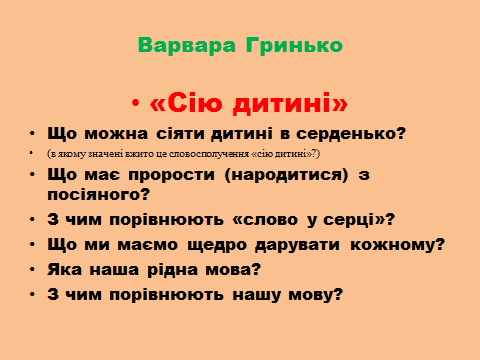 Варвара Гринько
• «Сію дитині»
• Що можна сіяти дитині в серденько?
• (в якому значені вжито це словосполучення «сію дитині»?)
• Що має прорости (народитися) з
посіяного?
• З чим порівнюють «слово у серці»?
• Що ми маємо щедро дарувати кожному?
• Яка наша рідна мова?
• З чим порівнюють нашу мову?